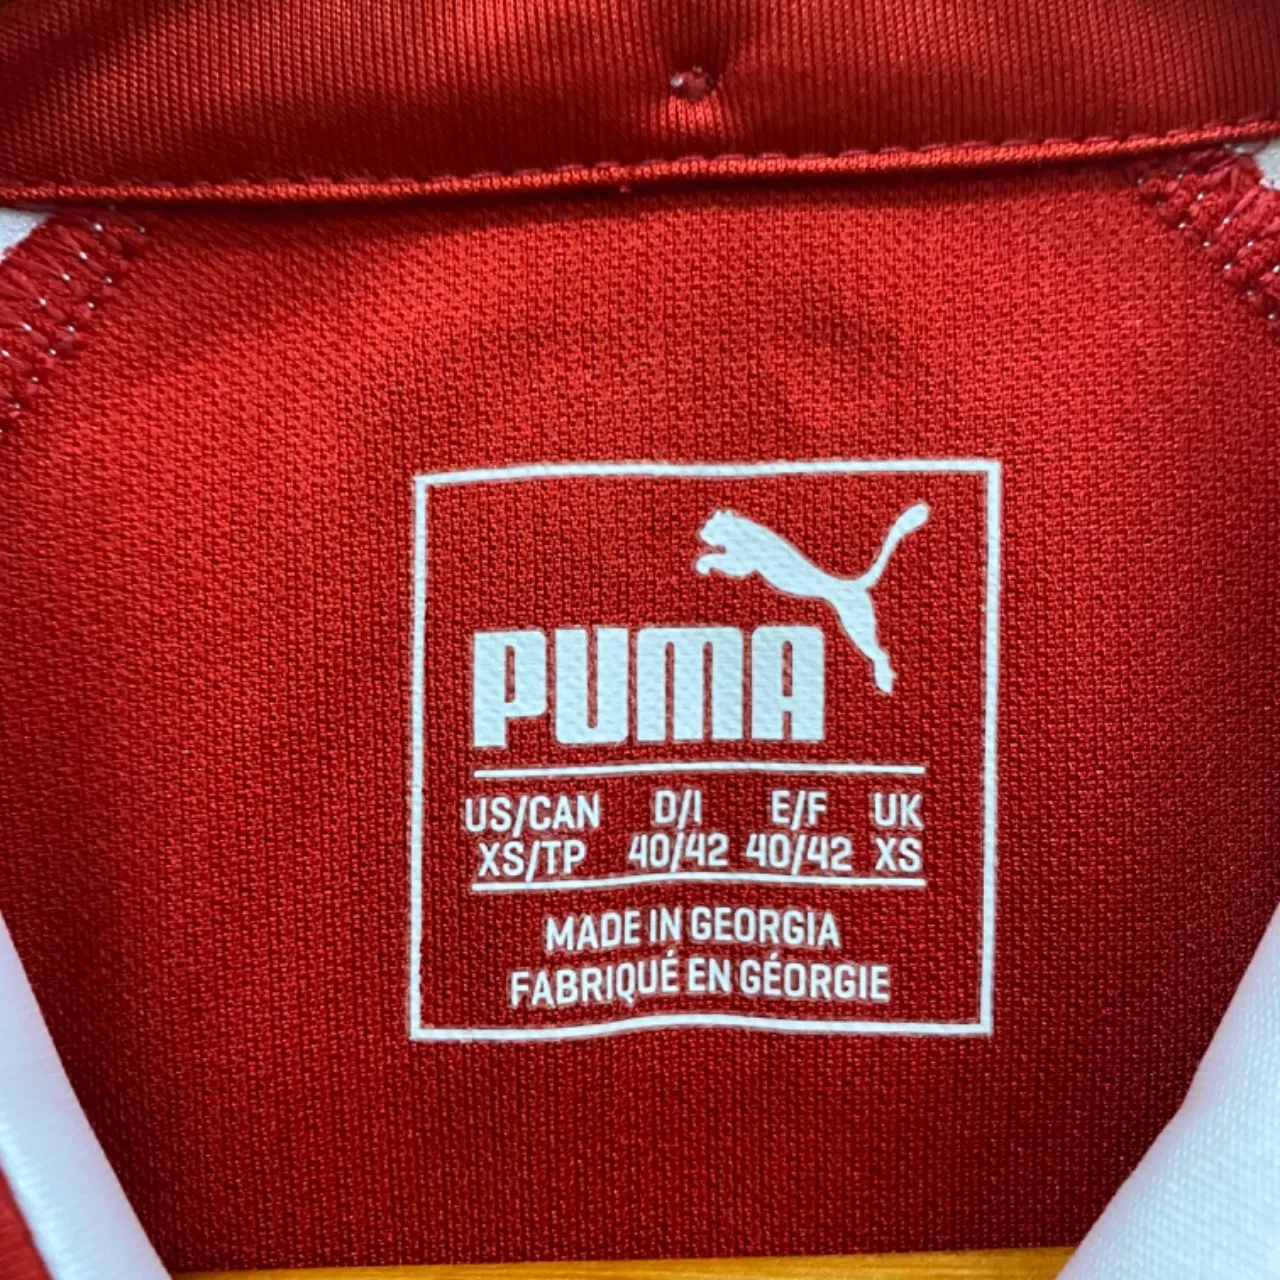 PUMA
US/CAN D/I E/F UK
XS/TP 40/42 40/42 XS
MADE IN GEORGIA
FABRIQUÉ EN GÉORGIE